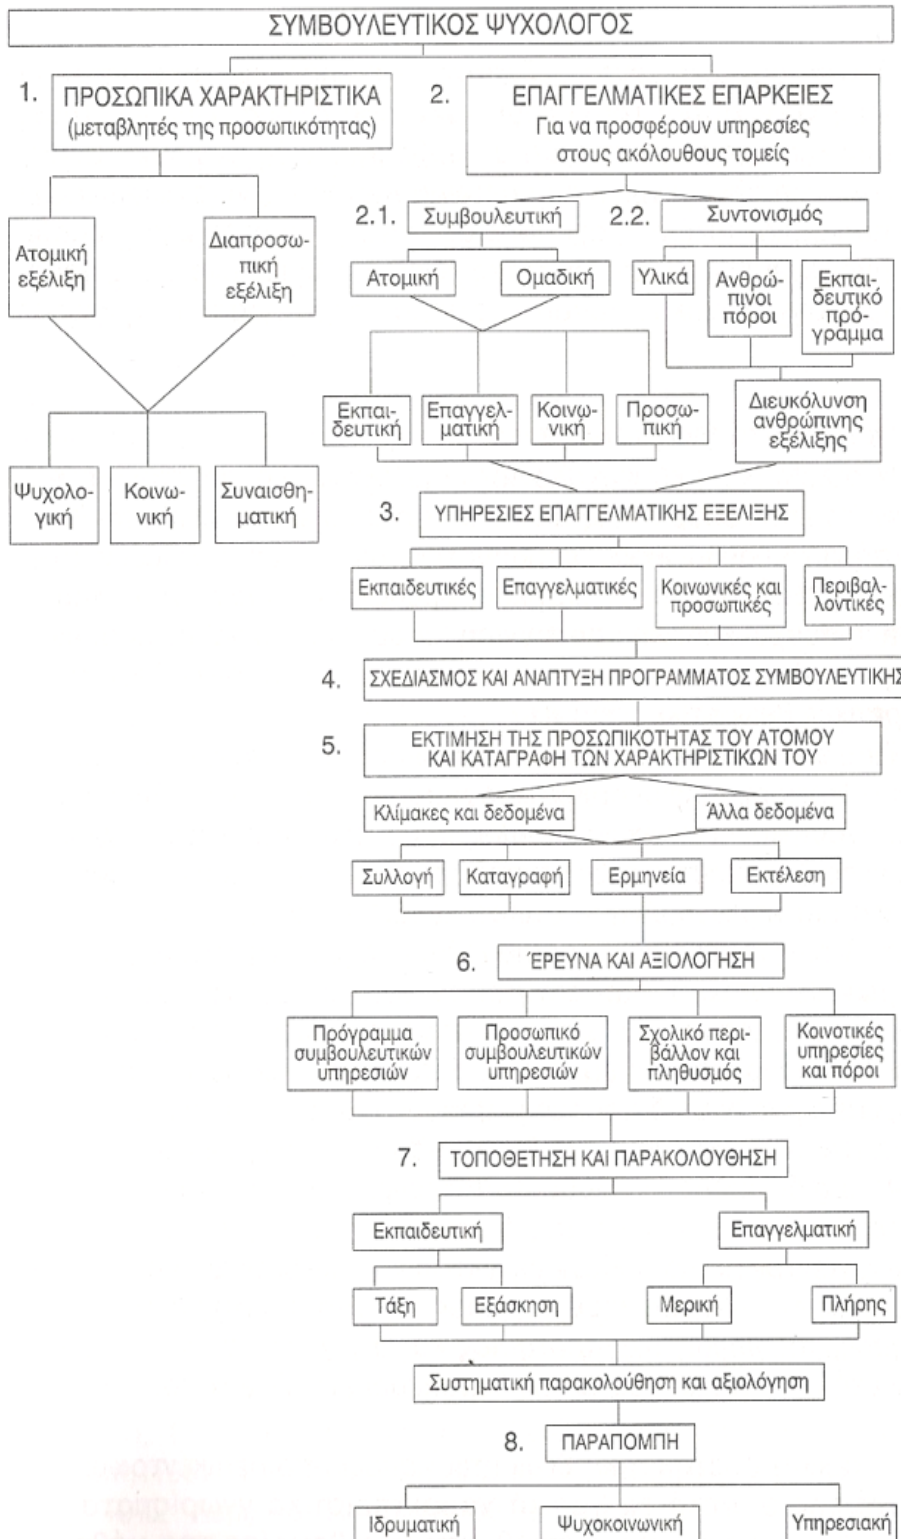 ΣΥΜΒΟΥΛΕΥΤΙΚΟΣ ΨΥΧΟΛΟΓΟΣ
1.
ΠΡΟΣΩΠΙΚΑ ΧΑΡΑΚΤΗΡΙΣΤΙΚΑ
(μεταβλητές της προσωπικότητας)
2.
ΕΠΑΓΓΕΛΜΑΤΙΚΕΣ ΕΠΑΡΚΕΙΕΣ
Για να προσφέρουν υπηρεσίες
στους ακόλουθους τομείς
Ατομική
εξέλιξη
Διαπροσω-
πική
εξέλιξη
Ψυχολο-
γική
Κοινω-
νική
Συναισθη-
ματική
2.1.
Συμβουλευτική
2.2.
Συντονισμός
Ατομική
Ομαδική
Υλικά
Ανθρώ-
πινοι
πόροι
Εκπαι-
δευτικό
πρό-
γραμμα
Εκπαι-
δευτική
Επαγγελ-
ματική
Κοινω-
νική
Προσω-
πική
Διευκόλυνση
ανθρώπινης
εξέλιξης
3.
ΥΠΗΡΕΣΙΕΣ ΕΠΑΓΓΕΛΜΑΤΙΚΗΣ ΕΞΕΛΙΞΗΣ
Εκπαιδευτικές
Επαγγελματικές
Κοινωνικές και
προσωπικές
Περιβαλ-
λοντικές
4.
ΣΧΕΔΙΑΣΜΟΣ ΚΑΙ ΑΝΑΠΤΥΞΗ ΠΡΟΓΡΑΜΜΑΤΟΣ ΣΥΜΒΟΥΛΕΥΤΙΚΗΣ
5.
ΕΚΤΙΜΗΣΗ ΤΗΣ ΠΡΟΣΩΠΙΚΟΤΗΤΑΣ ΤΟΥ ΑΤΟΜΟΥ
ΚΑΙ ΚΑΤΑΓΡΑΦΗ ΤΩΝ ΧΑΡΑΚΤΗΡΙΣΤΙΚΩΝ ΤΟΥ
Κλίμακες και δεδομένα
Άλλα δεδομένα
Συλλογή
Καταγραφή
Ερμηνεία
Εκτέλεση
6.
ΈΡΕΥΝΑ ΚΑΙ ΑΞΙΟΛΟΓΗΣΗ
Πρόγραμμα
συμβουλευτικών
υπηρεσιών
Προσωπικό
συμβουλευτικών
υπηρεσιών
Σχολικό περι-
βάλλον και
πληθυσμός
Κοινοτικές
υπηρεσίες
και πόροι
7.
ΤΟΠΟΘΕΤΗΣΗ ΚΑΙ ΠΑΡΑΚΟΛΟΥΘΗΣΗ
Εκπαιδευτική
Επαγγελματική
Τάξη
Εξάσκηση
Μερική
Πλήρης
Συστηματική παρακολούθηση και αξιολόγηση
8.
ΠΑΡΑΠΟΜΠΗ
Ιδρυματική
Ψυχοκοινωνική
Υπηρεσιακή